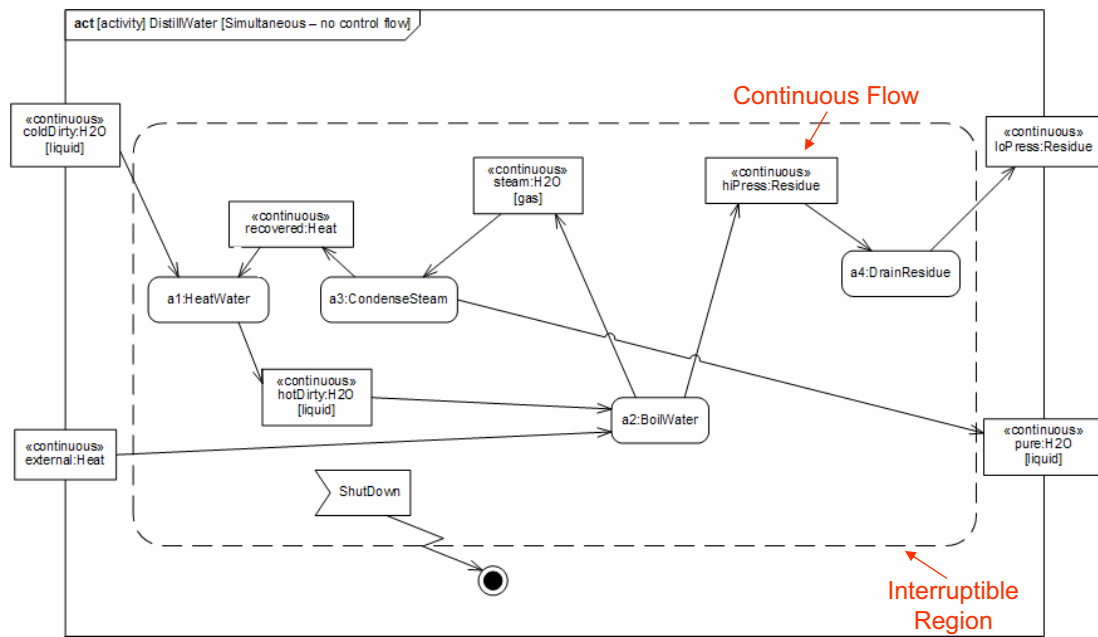 act [activity] DistillWater [Simultaneous – no control flow]
Continuous Flow
«continuous»
coldDirty:H2O
[liquid]
«continuous»
loPress:Residue
«continuous»
steam:H2O
[gas]
«continuous»
hiPress:Residue
«continuous»
recovered:Heat
a4:DrainResidue
a1:HeatWater
a3:CondenseSteam
«continuous»
hotDirty:H2O
[liquid]
a2:BoilWater
«continuous»
external:Heat
«continuous»
pure:H2O
[liquid]
ShutDown
Interruptible
Region